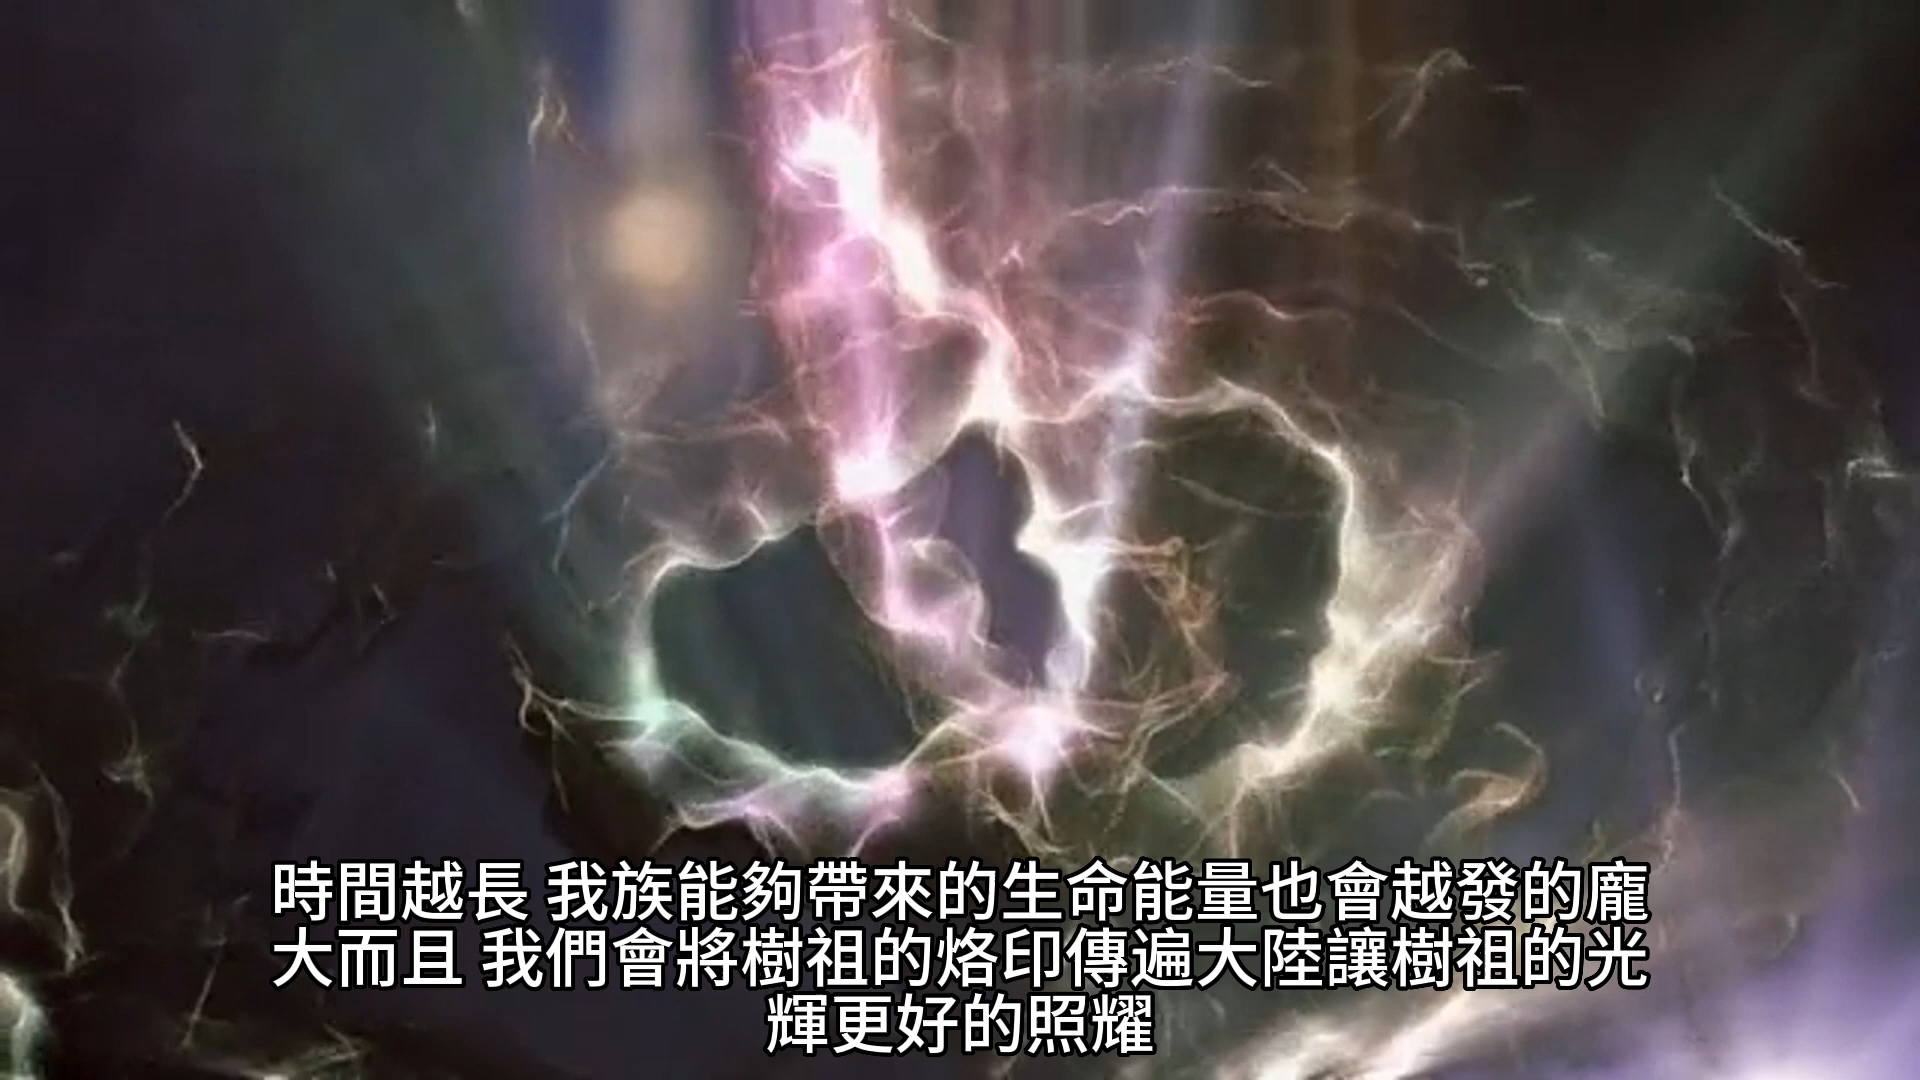 時間越長 我族能夠帶來的生命能量也會越發的龐
大而且 我們會將樹祖的烙印傳遍大陸讓樹祖的光
輝更好的照耀